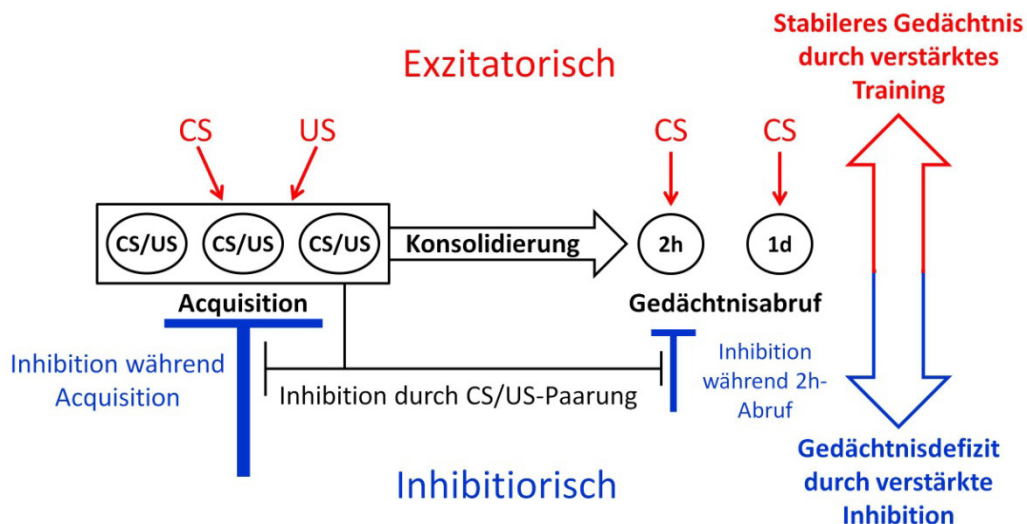 Exzitatorisch
Stabileres Gedächtnis
durch verstärktes
Training
CS
US
CS
CS
CS/US
CS/US
CS/US
Konsolidierung
2h
1d
Acquisition
Gedächtnisabruf
Inhibition während
Acquisition
Inhibition durch CS/US-Paarung
Inhibition
während 2h-
Abruf
Inhibitiorisch
Gedächtnisdefizit
durch verstärkte
Inhibition